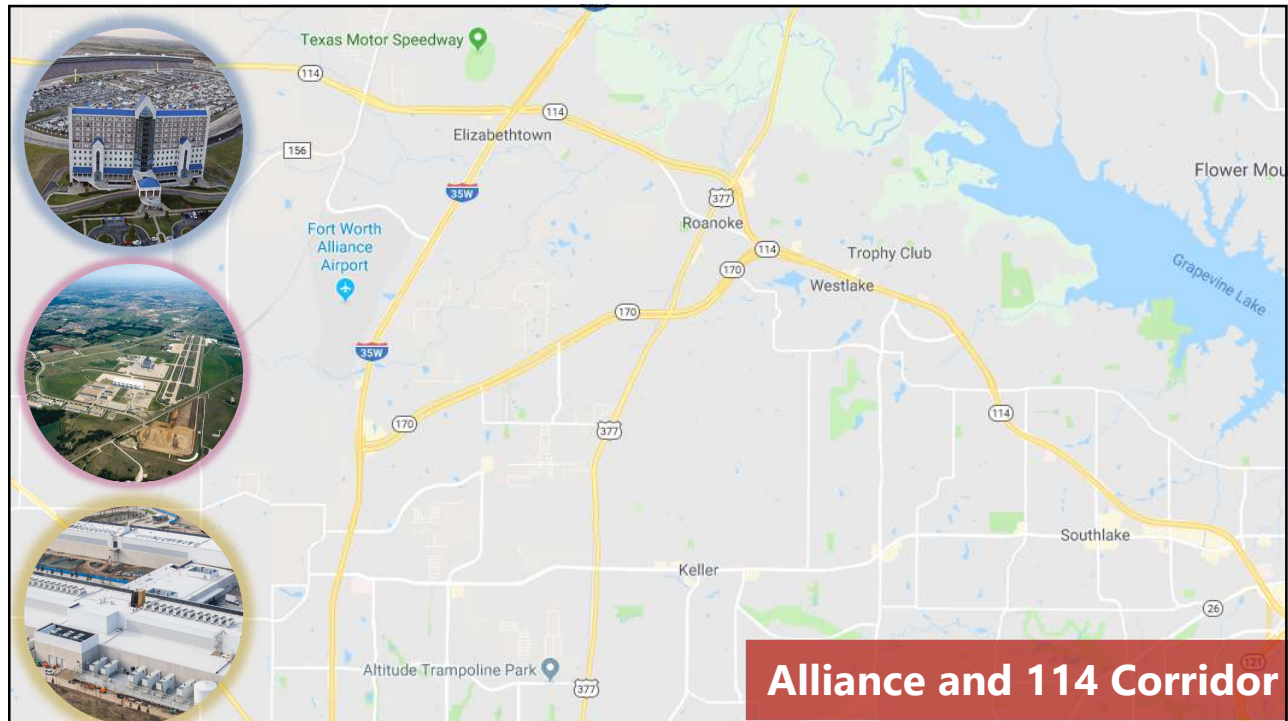 Texas Motor Speedway
114
114
Elizabethtown
156
35W
377
Flower Mou
Roanoke
Fort Worth
Alliance
Airport
114
Trophy Club
170
Westlake
Grapevine Lake
170
35W
114
170
377
Southlake
Keller
26
Altitude Trampoline Park
377
121
Alliance and 114 Corridor